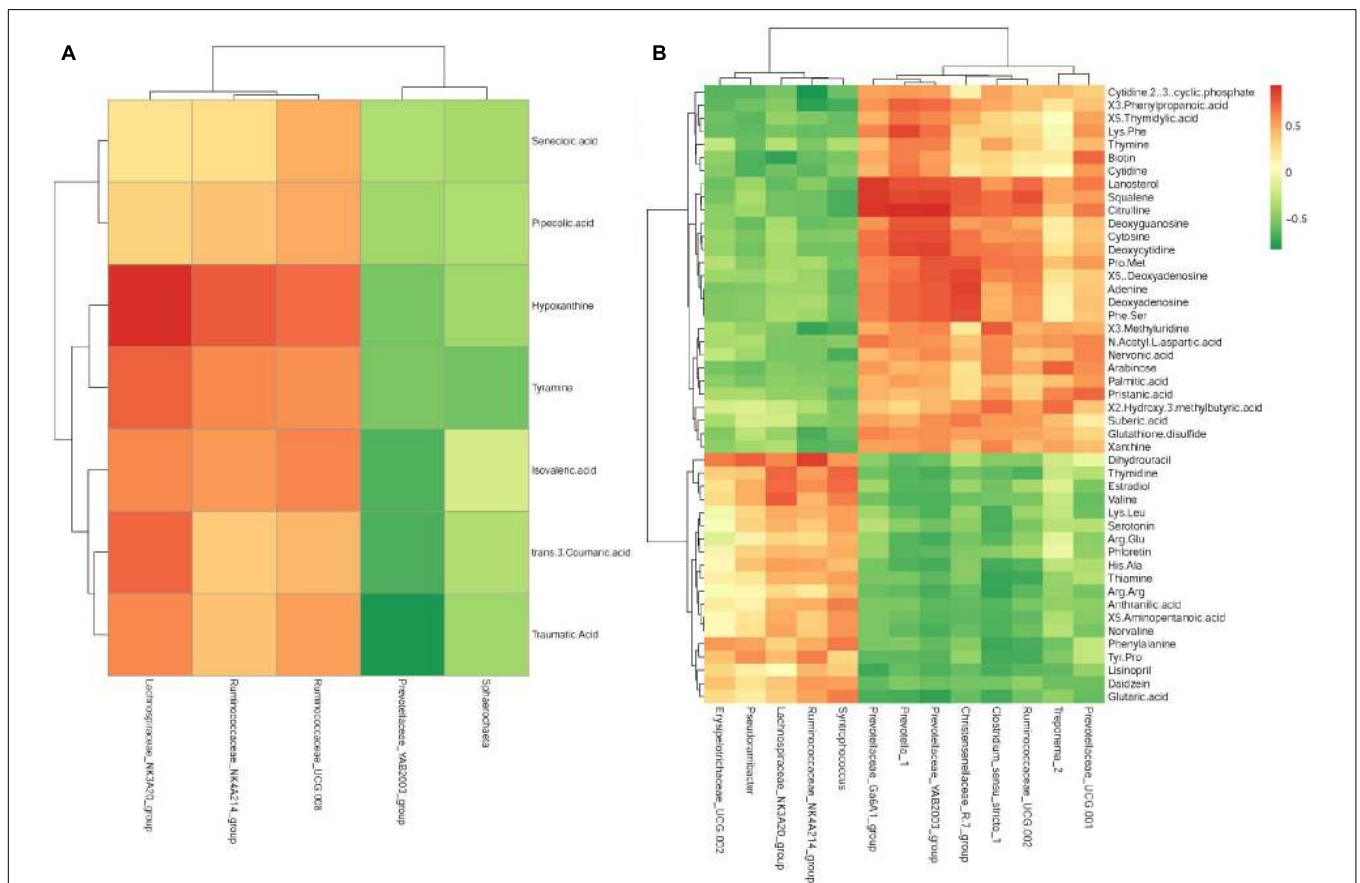 A
Senecioic.acid
Pipecolic.acid
Hypoxanthine
Tyramine
Isovaleric.acid
trans.3.Coumaric.acid
Traumatic.Acid
Lachnospiraceae_NK3A20_group
Ruminococcaceae_NK4A214_group
Ruminococcaceae_UCG.008
Prevotellaceae_YAB2003_group
Sphaerochaeta
B
Cytidine.2..3..cyclic.phosphate
X3.Phenylpropanoic.acid
X5.Thymidylic.acid
Lys.Phe
Thymine
Biotin
Cytidine
Lanosterol
Squalene
Citrulline
Deoxyguanosine
Cytosine
Deoxycytidine
Pro.Met
X5..Deoxyadenosine
Adenine
Deoxyadenosine
Phe.Ser
X3.Methyluridine
N.Acetyl.L.aspartic.acid
Nervonic.acid
Arabinose
Palmitic.acid
Pristanic.acid
X2.Hydroxy.3.methylbutyric.acid
Suberic.acid
Glutathione.disulfide
Xanthine
Dihydrouracil
Thymidine
Estradiol
Valine
Lys.Leu
Serotonin
Arg.Glu
Phloretin
His.Ala
Thiamine
Arg.Arg
Anthranilic.acid
X5.Aminopentanoic.acid
Norvaline
Phenylalanine
Tyr.Pro
Lisinopril
Daidzein
Glutaric.acid
Erysipelotrichaceae_UCG.002
Pseudoramibacter
Lachnospiraceae_NK3A20_group
Ruminococcaceae_NK4A214_group
Syntrophococcus
Prevotellaceae_Ga6A1_group
Prevotella_1
Prevotellaceae_YAB2003_group
Christensenellaceae_R.7_group
Clostridium_sensu_stricto_1
Ruminococcaceae_UCG.002
Treponema_2
Prevotellaceae_UCG.001
0.5
0
−0.5